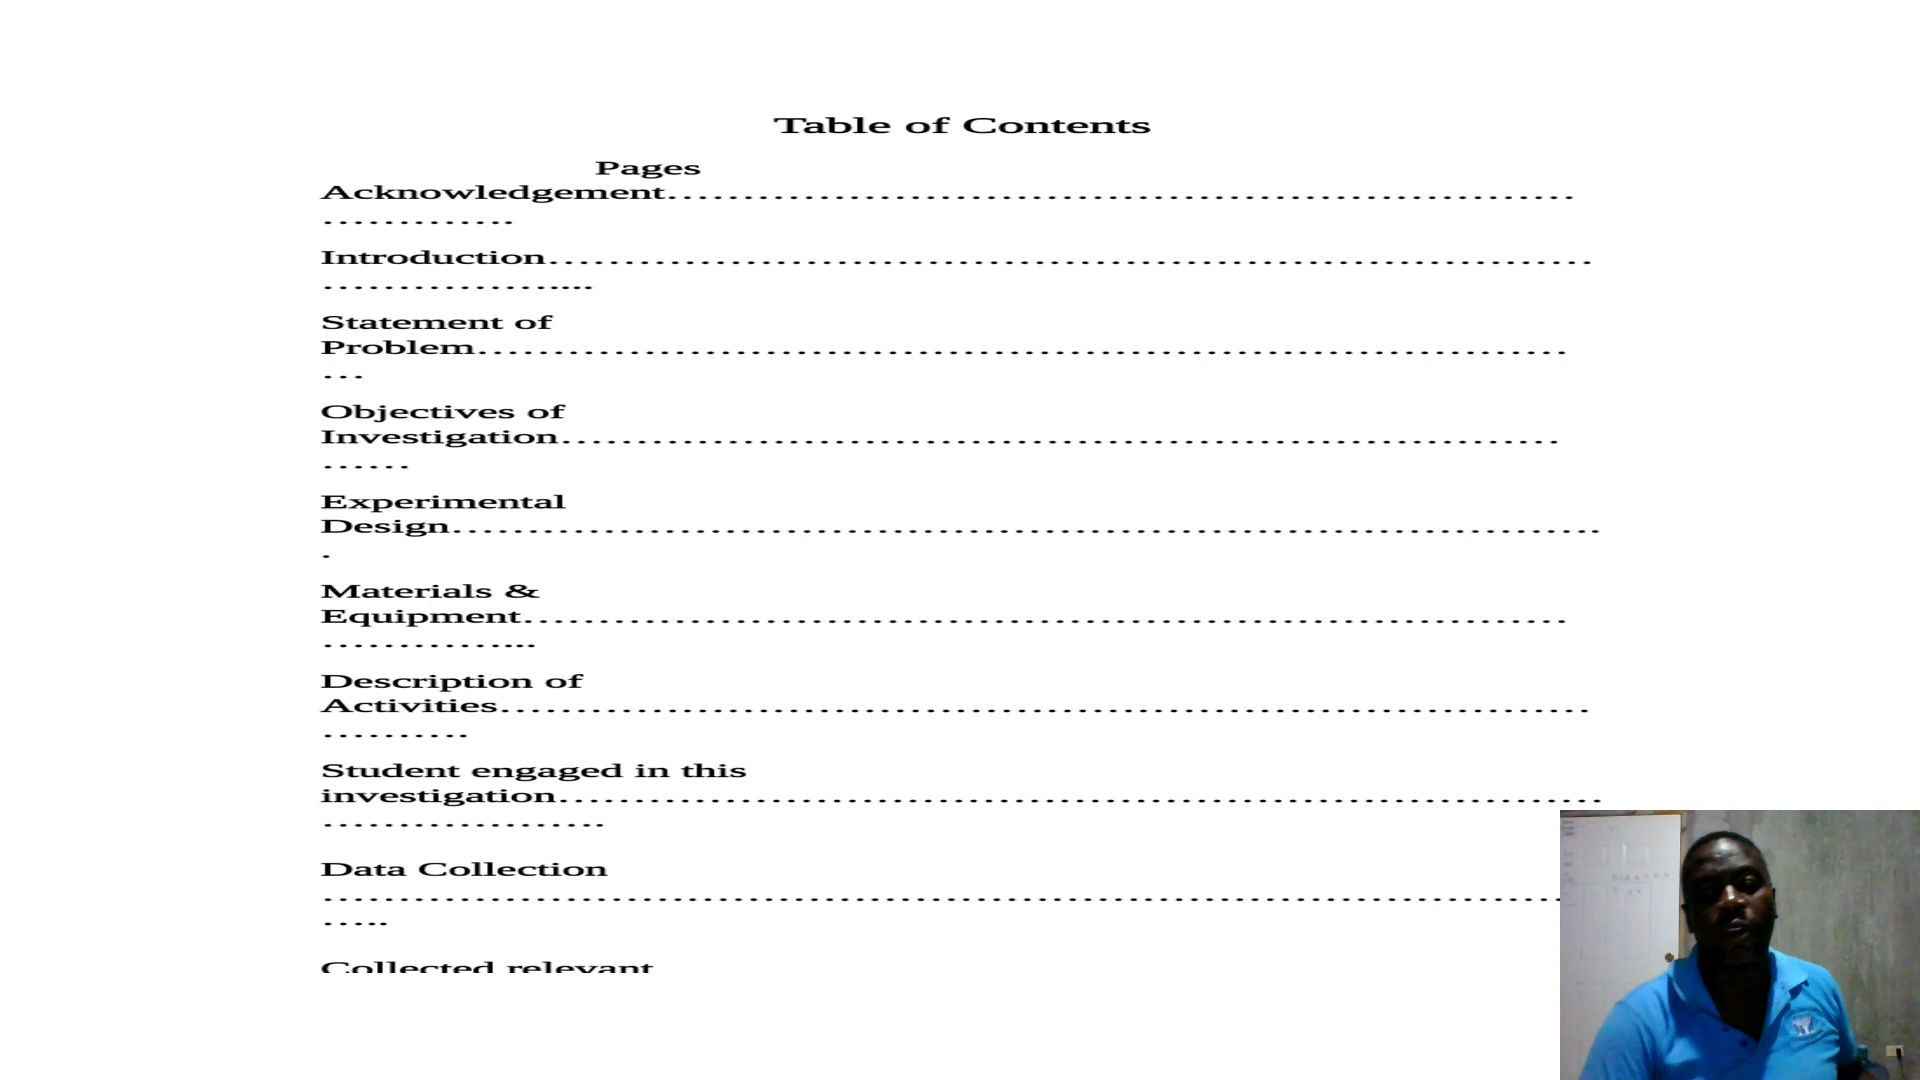 Table of Contents
Pages
Acknowledgement……………………………………………………………………
………….
Introduction……………………………………………………………………………
………………....
Statement of
Problem………………………………………………………………………………
…
Objectives of
Investigation…………………………………………………………………………
……
Experimental
Design……………………………………………………………………………………
.
Materials &
Equipment……………………………………………………………………………
……………...
Description of
Activities………………………………………………………………………………
……….
Student engaged in this
investigation……………………………………………………………………………
…………………
Data Collection
……………………………………………………………………………………………
…..
Collected relevant